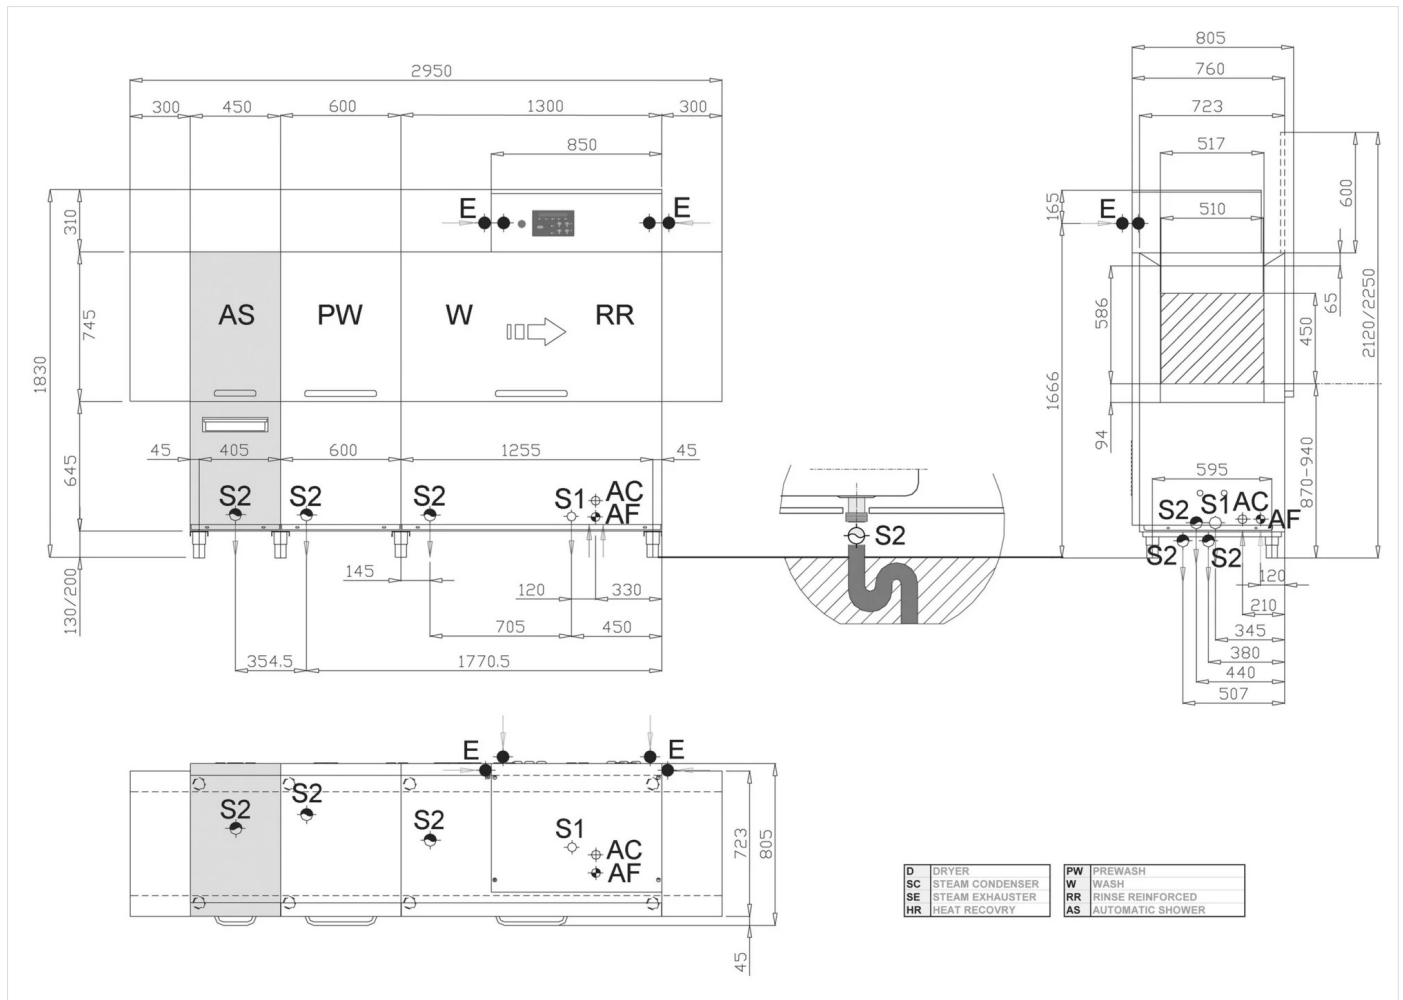 2950
300 450 600 1300 300
850
310
745
1830
645
130/200
E E
AS PW W RR
45 405 600 1255 45
S2 S2 S2 S1 AC
AF
145 120 330
705 450
354.5 1770.5
S2
805
760
723
517
510
165
E
600
65
2120/2250
586
450
1666
94
870-940
595
S2 S1 AC
AF
S2 S2
120
210
345
380
440
507
E E
S2 S2 S2 S1
AC
AF
723
805
45
D DRYER
SC STEAM CONDENSER
SE STEAM EXHAUSTER
HR HEAT RECOVRY
PW PREWASH
W WASH
RR RINSE REINFORCED
AS AUTOMATIC SHOWER